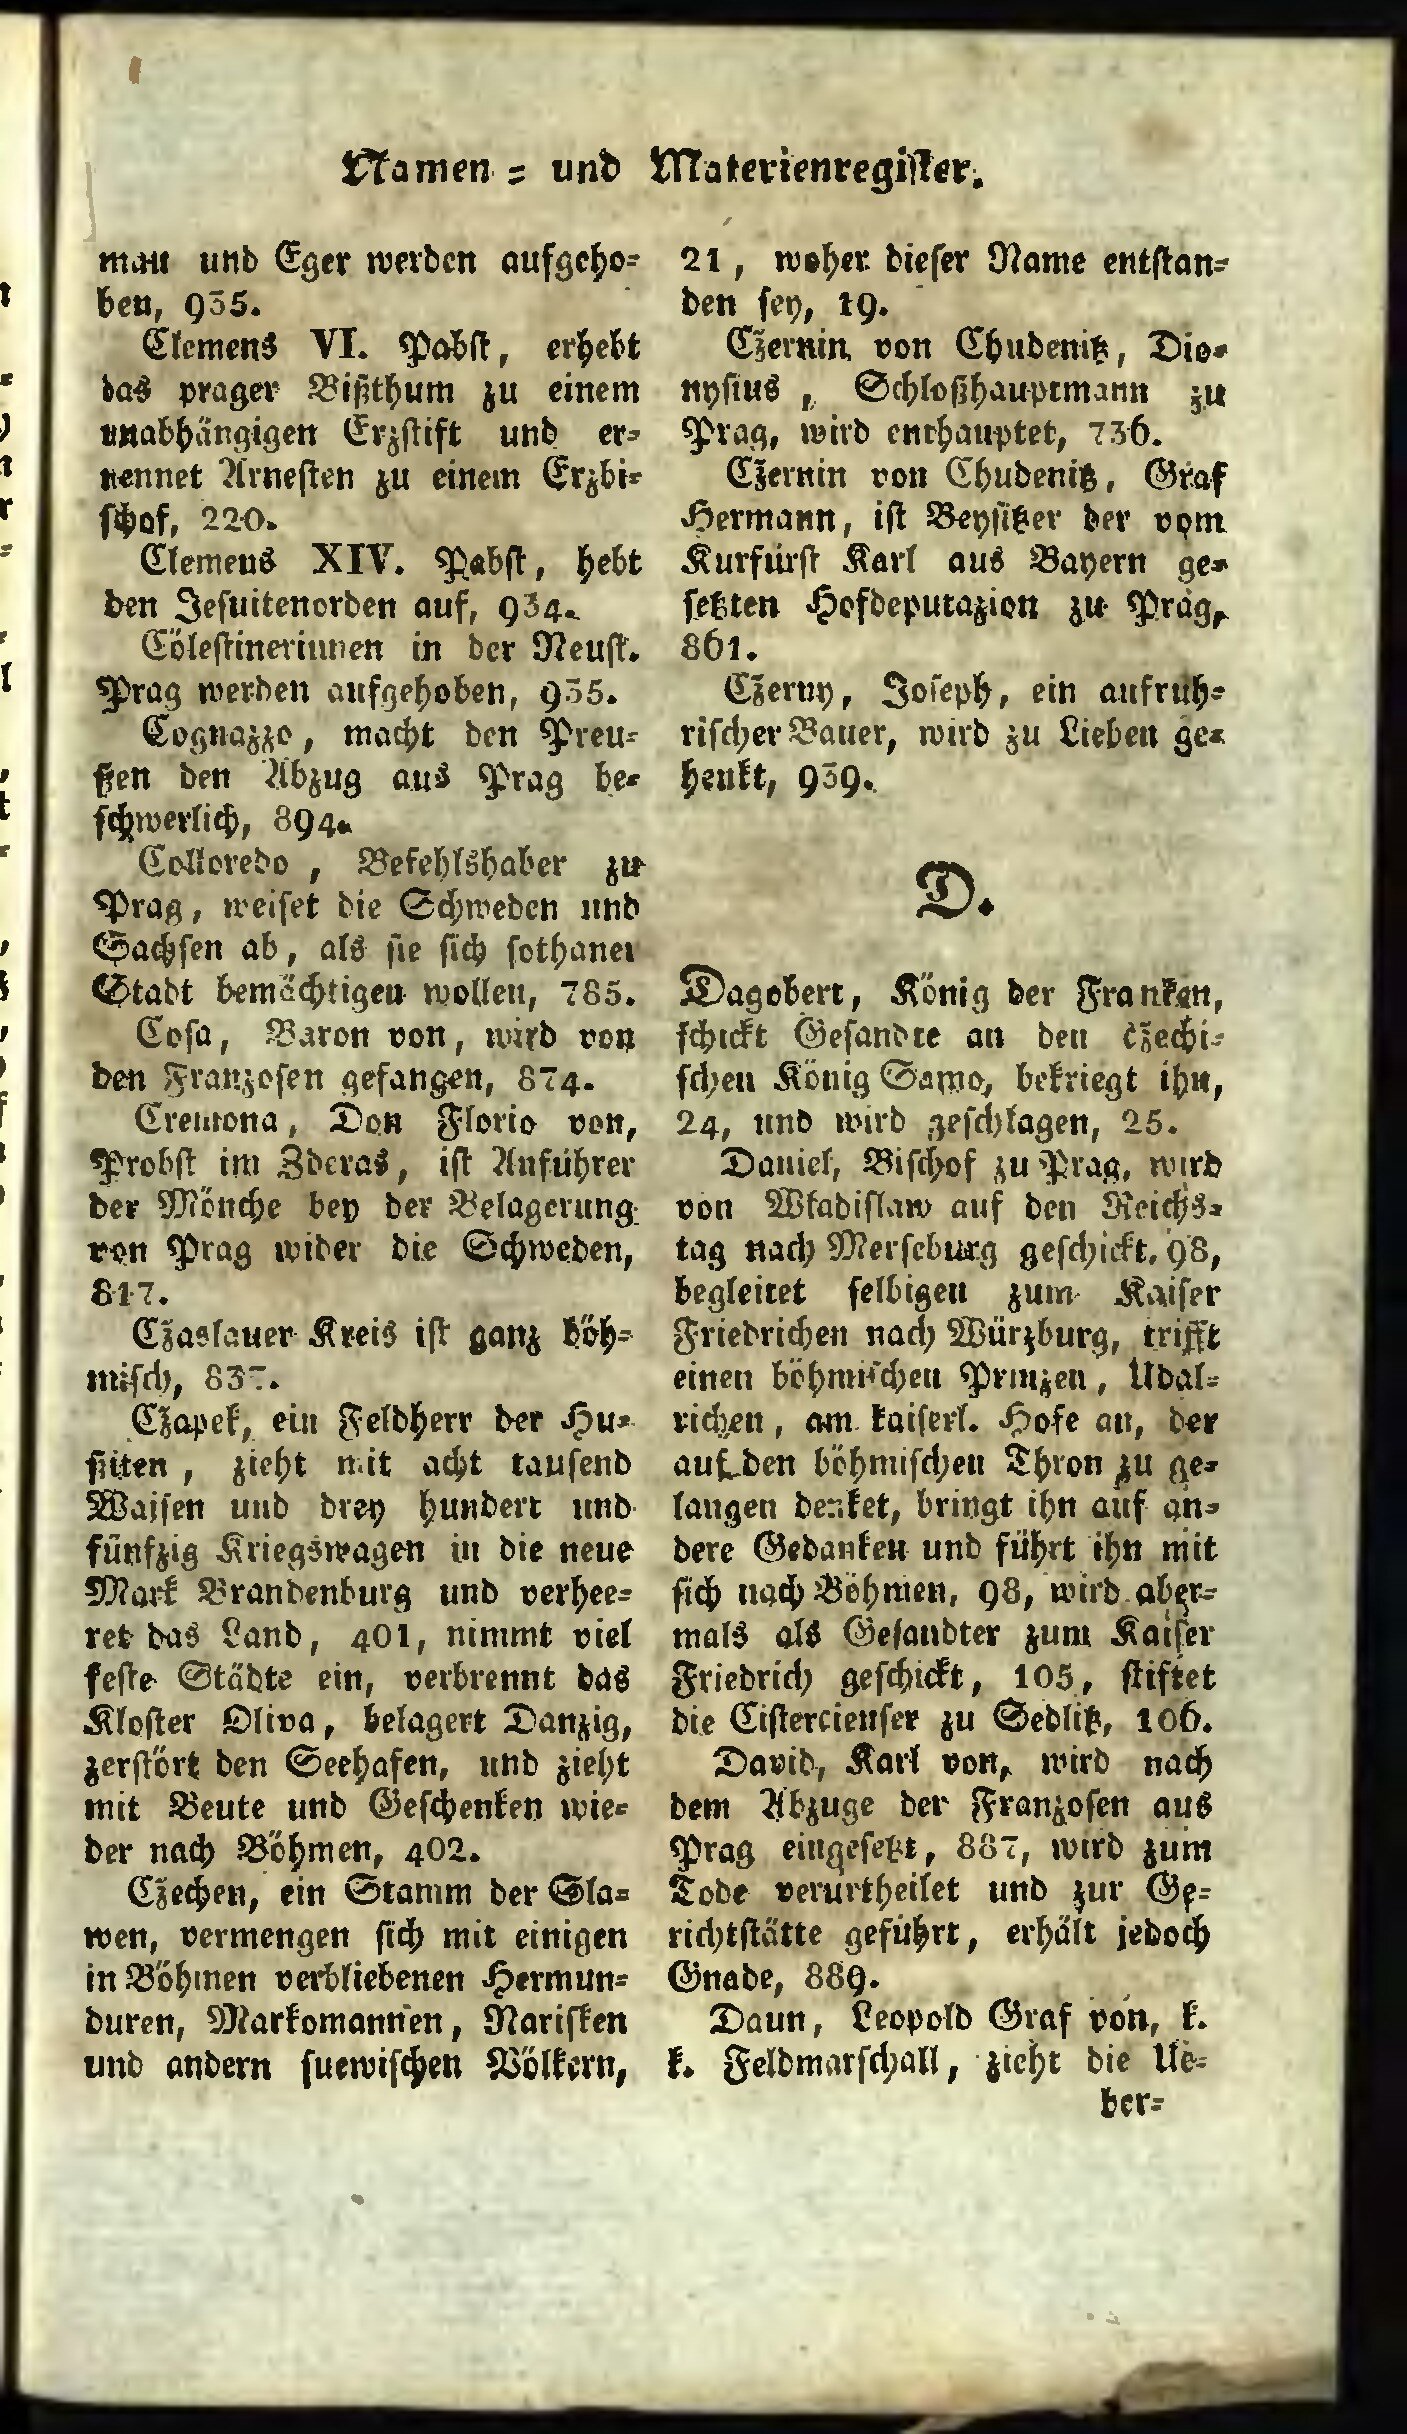 Namen- und Materienregister.
mau und Eger werden aufgeho-
ben, 935.
Clemens VI. Pabst, erhebt
das prager Bißthum zu einem
unabhängigen Erzstift und er-
nennet Arnesten zu einem Erzbi-
schof, 220.
Clemens XIV. Pabst, hebt
den Jesuitenorden auf, 934.
Cölestinerinnen in der Neust.
Prag werden aufgehoben, 935.
Cognazzo, macht den Preu-
ßen den Abzug aus Prag be-
schwerlich, 894.
Colloredo, Befehlshaber zu
Prag, weiset die Schweden und
Sachsen ab, als sie sich sothaner
Stadt bemächtigen wollen, 785.
Cosa, Baron von, wird von
den Franzosen gefangen, 874.
Cremona, Don Florio von,
Probst im Zderas, ist Anführer
der Mönche bey der Belagerung
von Prag wider die Schweden,
817.
Cžaslauer Kreis ist ganz böh-
misch, 837.
Cžapek, ein Feldherr der Hu-
siten, zieht mit acht tausend
Waisen und drey hundert und
fünfzig Kriegswagen in die neue
Mark Brandenburg und verhee-
ret das Land, 401, nimmt viel
feste Städte ein, verbrennt das
Kloster Oliva, belagert Danzig,
zerstört den Seehafen, und zieht
mit Beute und Geschenken wie-
der nach Böhmen, 402.
Cžechen, ein Stamm der Sla-
wen, vermengen sich mit einigen
in Böhmen verbliebenen Hermun-
duren, Markomannen, Narisken
und andern suewischen Völkern,
21, woher dieser Name entstan-
den sey, 19.
Cžernin von Chudenitz, Dio-
nysius, Schloßhauptmann zu
Prag, wird enthauptet, 736.
Cžernin von Chudenitz, Graf
Hermann, ist Beysitzer der vom
Kurfürst Karl aus Bayern ge-
setzten Hofdeputazion zu Prag,
861.
Cžerny, Joseph, ein aufrüh-
rischer Bauer, wird zu Lieben ge-
henkt, 939.
D.
Dagobert, König der Franken,
schickt Gesandte an den cžechi-
schen König Samo, bekriegt ihn,
24, und wird geschlagen, 25.
Daniel, Bischof zu Prag, wird
von Wladislaw auf den Reichs-
tag nach Merseburg geschickt, 98,
begleitet selbigen zum Kaiser
Friedrichen nach Würzburg, trifft
einen böhmischen Prinzen, Udal-
richen, am kaiserl. Hofe an, der
auf den böhmischen Thron zu ge-
langen denket, bringt ihn auf an-
dere Gedanken und führt ihn mit
sich nach Böhmen, 98, wird aber-
mals als Gesandter zum Kaiser
Friedrich geschickt, 105, stiftet
die Cistercienser zu Sedlitz, 106.
David, Karl von, wird nach
dem Abzuge der Franzosen aus
Prag eingesetzt, 887, wird zum
Tode verurtheilet und zur Ge-
richtstätte geführt, erhält jedoch
Gnade, 889.
Daun, Leopold Graf von, k.
k. Feldmarschall, zieht die Ue-
ber-